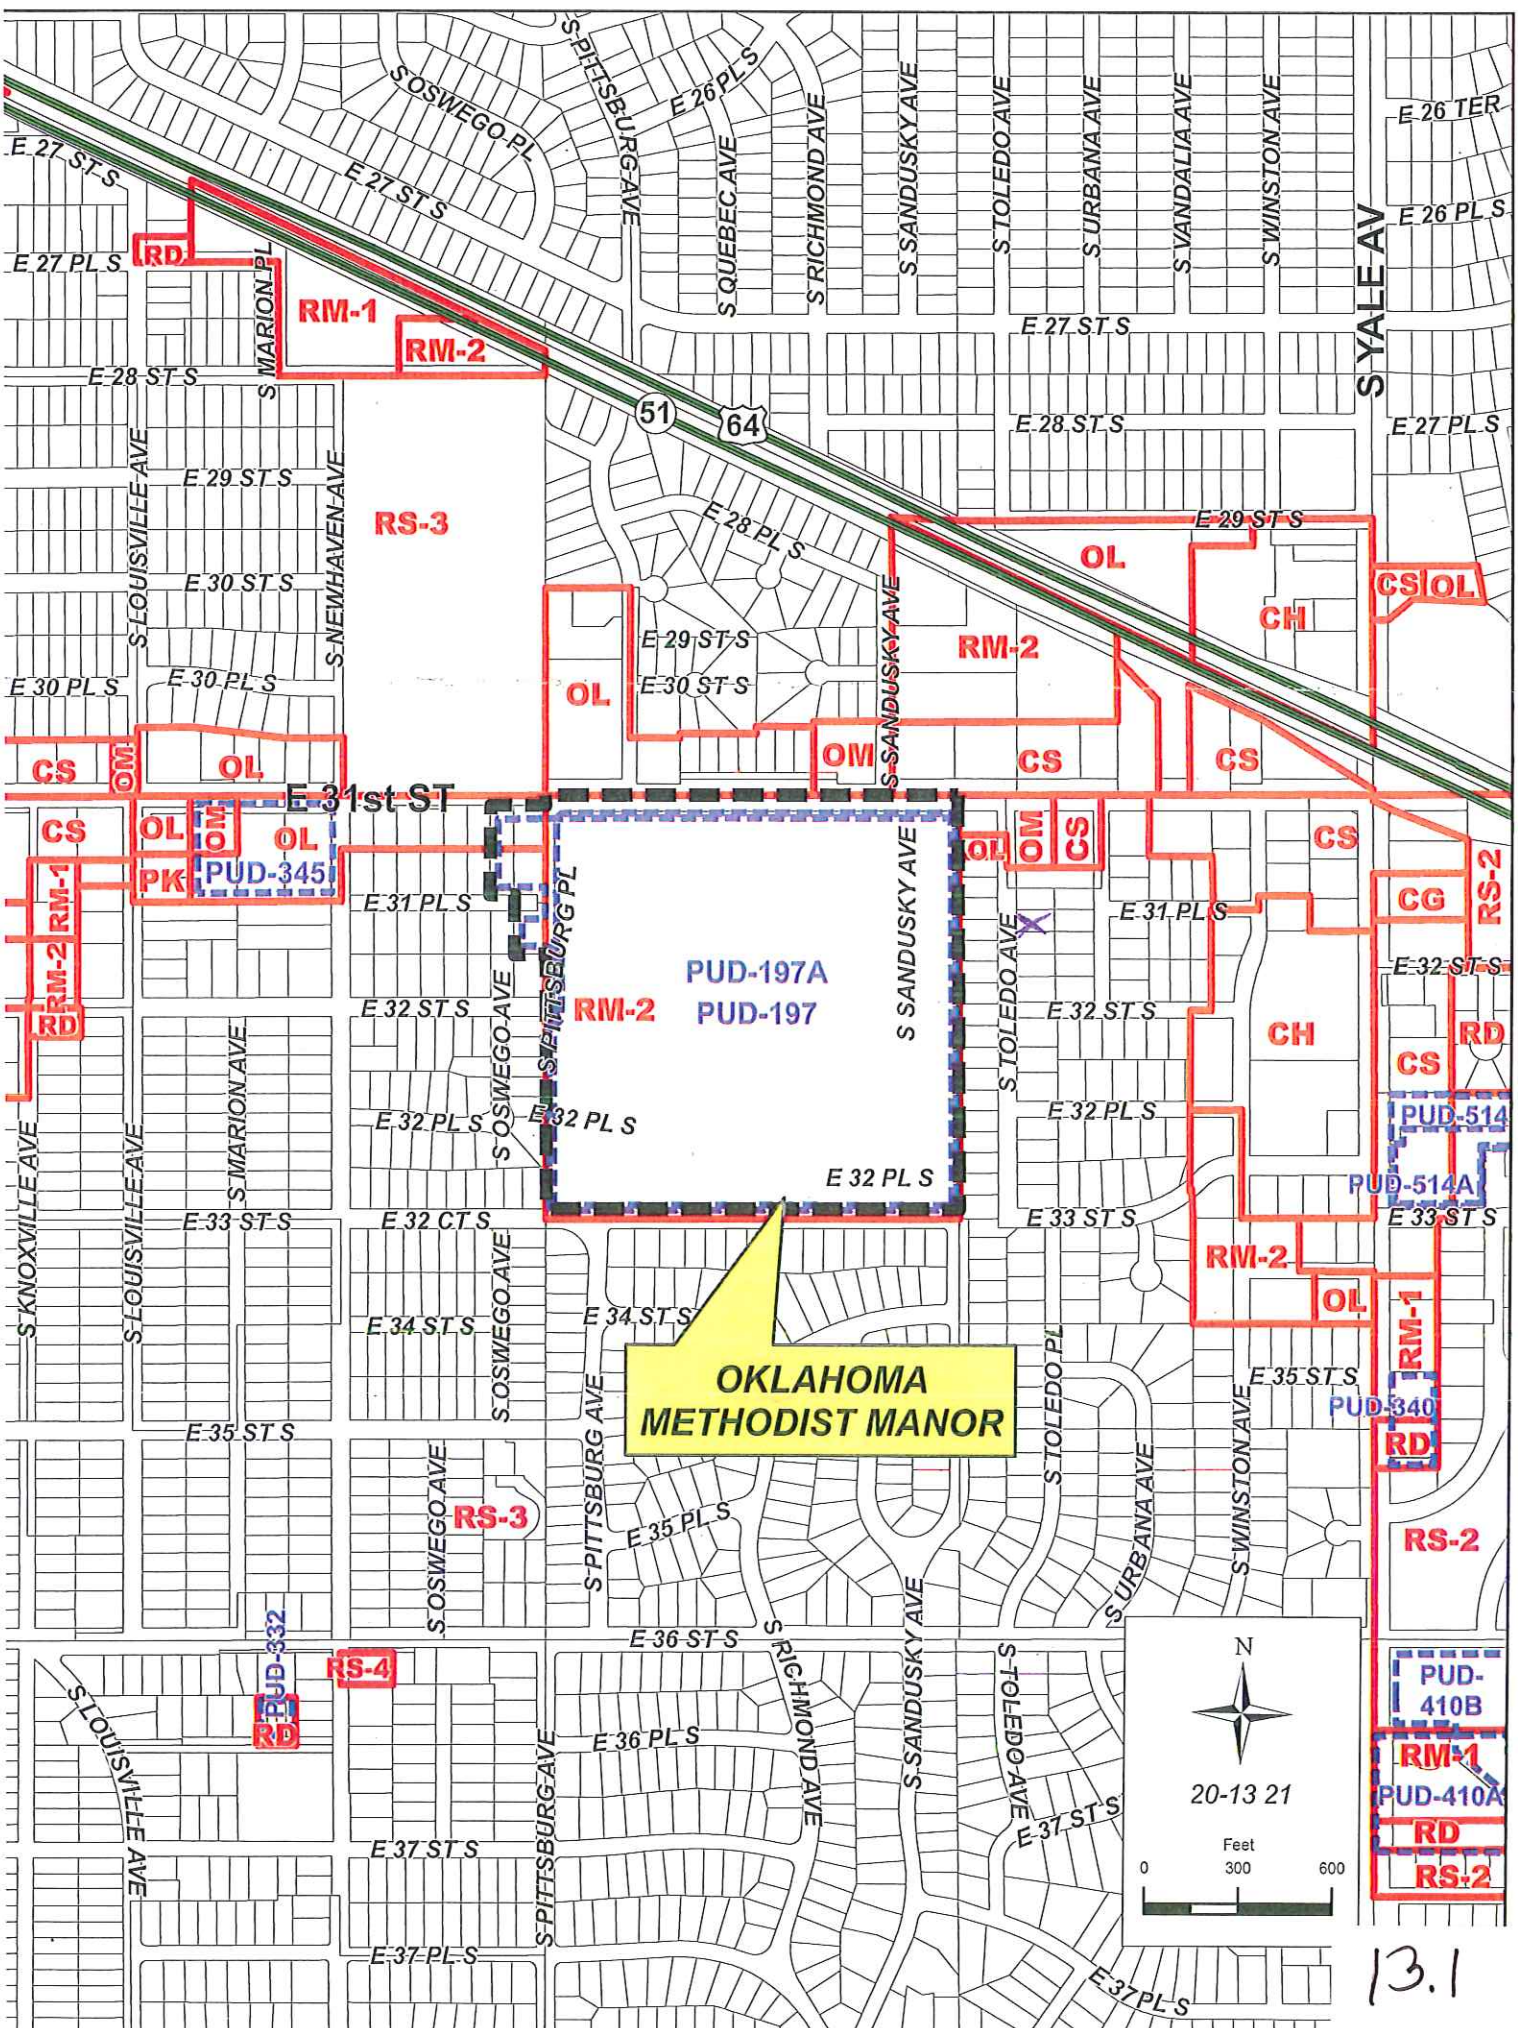 S PITTSBURG AVE
E 26 PL S
S OSWEGO PL
S QUEBEC AVE
S RICHMOND AVE
S SANDUSKY AVE
S TOLEDO AVE
S URBANA AVE
S VANDALIA AVE
S WINSTON AVE
S YALE AV
E 26 TER
E 26 PL S
E 27 ST S
E 27 ST S
E 27 PL S
RD
S MARION PL
RM-1
RM-2
E 27 ST S
E 28 ST S
51
64
E 28 ST S
E 27 PL S
S LOUISVILLE AVE
E 29 ST S
S NEWHAVEN AVE
RS-3
E 28 PL S
E 29 ST S
OL
CS
OL
CH
E 30 ST S
S SANDUSKY AVE
E 29 ST S
RM-2
E 30 PL S
E 30 PL S
OL
E 30 ST S
CS
OM
OL
OM
CS
CS
E 31st ST
CS
OL
OM
OL
PUD-345
PK
RM-1
RM-2
RD
E 31 PL S
S PITTSBURG PL
S SANDUSKY AVE
OL
OM
CS
CS
CG
RS-2
E 31 PL S
S TOLEDO AVE
X
PUD-197A
PUD-197
RM-2
E 32 ST S
S OSWEGO AVE
E 32 ST S
CH
E 32 ST S
CS
RD
S MARION AVE
E 32 PL S
E 32 PL S
E 32 PL S
PUD-514
PUD-514A
E 32 PL S
S KNOXVILLE AVE
S LOUISVILLE AVE
E 33 ST S
E 32 CT S
E 33 ST S
E 33 ST S
RM-2
OL
RM-1
S OSWEGO AVE
E 34 ST S
E 34 ST S
OKLAHOMA
METHODIST MANOR
S TOLEDO PL
E 35 ST S
PUD-340
RD
E 35 ST S
S PITTSBURG AVE
S OSWEGO AVE
RS-3
E 35 PL S
S URBANA AVE
S WINSTON AVE
RS-2
S SANDUSKY AVE
PUD-332
RD
RS-4
E 36 ST S
S RICHMOND AVE
S TOLEDO AVE
N
20-13 21
Feet
0 300 600
PUD-
410B
RM-1
PUD-410A
RD
RS-2
S LOUISVILLE AVE
E 36 PL S
S PITTSBURG AVE
E 37 ST S
E 37 ST S
E 37 PL S
E 37 PL S
13.1